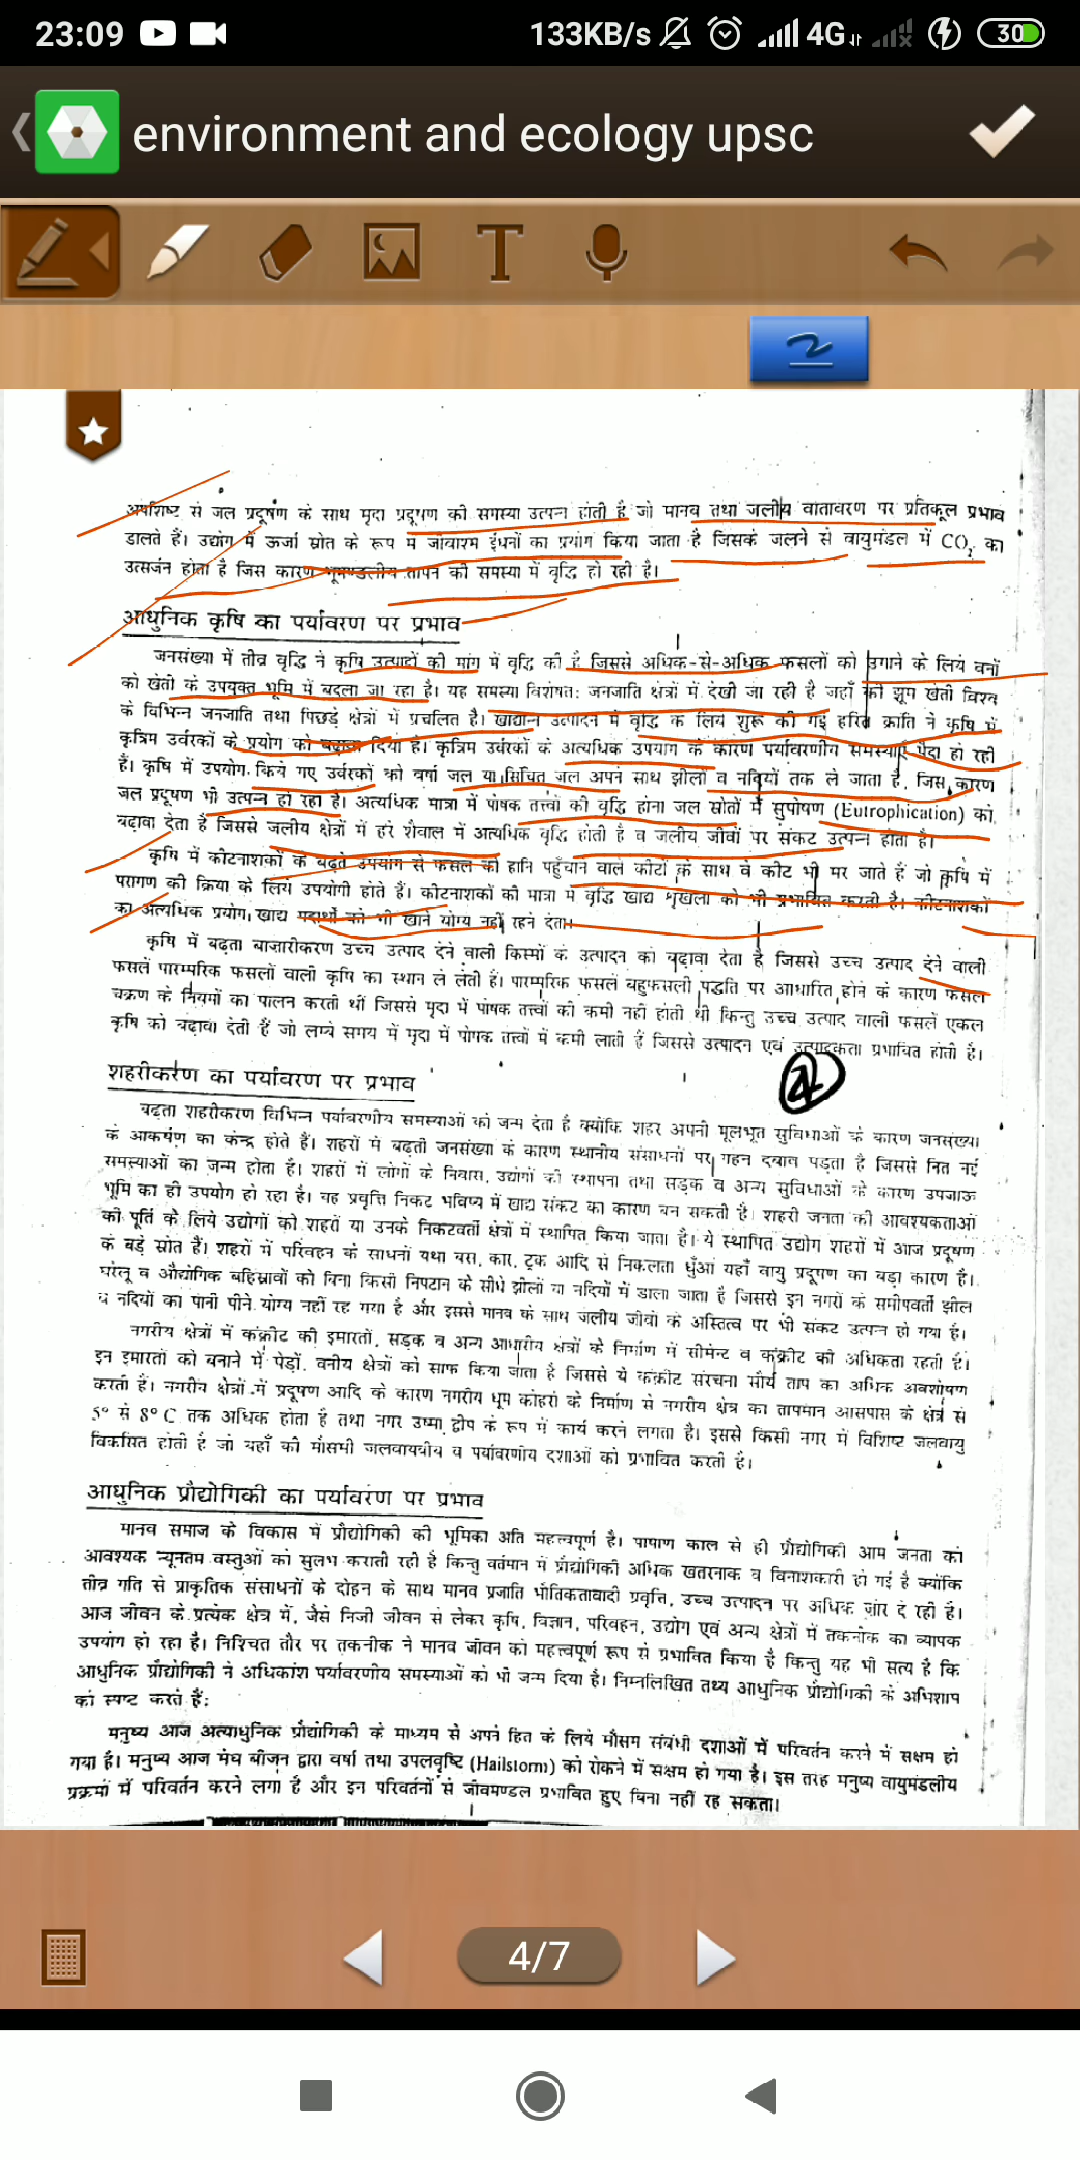 23:09
133KB/s
4G
30
environment and ecology upsc
T
2
अपशिष्ट से जल प्रदूषण के साथ मृदा प्रदूषण की समस्या उत्पन्न होती है जो मानव तथा जलीय वातावरण पर प्रतिकूल प्रभाव
डालते हैं। उद्योग में ऊर्जा स्रोत के रूप में जीवाश्म ईंधनों का प्रयोग किया जाता है जिसके जलने से वायुमंडल में CO₂ का
उत्सर्जन होता है जिस कारण भूमण्डलीय तापन की समस्या में वृद्धि हो रही है।
आधुनिक कृषि का पर्यावरण पर प्रभाव
जनसंख्या में तीव्र वृद्धि ने कृषि उत्पादों की मांग में वृद्धि की है जिससे अधिक-से-अधिक फसलों को उगाने के लिये वनों
को खेती के उपयुक्त भूमि में बदला जा रहा है। यह समस्या विशेषत: जनजाति क्षेत्रों में देखी जा रही है जहाँ की झूम खेती विश्व
के विभिन्न जनजाति तथा पिछड़े क्षेत्रों में प्रचलित है। खाद्यान्न उत्पादन में वृद्धि के लिये शुरू की गई हरित क्रांति ने कृषि में
कृत्रिम उर्वरकों के प्रयोग को बढ़ावा दिया है। कृत्रिम उर्वरकों के अत्यधिक उपयोग के कारण पर्यावरणीय समस्याएँ पैदा हो रही
हैं। कृषि में उपयोग किये गए उर्वरकों को वर्षा जल या सिंचित जल अपने साथ झीलों व नदियों तक ले जाता है, जिस कारण
जल प्रदूषण भी उत्पन्न हो रहा है। अत्यधिक मात्रा में पोषक तत्त्वों की वृद्धि होना जल स्रोतों में सुपोषण (Eutrophication) को
बढ़ावा देता है जिससे जलीय क्षेत्रों में हरे शैवाल में अत्यधिक वृद्धि होती है व जलीय जीवों पर संकट उत्पन्न होता है।
कृषि में कीटनाशकों के बढ़ते उपयोग से फसल को हानि पहुँचाने वाले कीटों के साथ वे कीट भी मर जाते हैं जो कृषि में
परागण की क्रिया के लिये उपयोगी होते हैं। कीटनाशकों की मात्रा में वृद्धि खाद्य शृंखला को भी प्रभावित करती है। कीटनाशकों
का अत्यधिक प्रयोग खाद्य पदार्थों को भी खाने योग्य नहीं रहने देता।
कृषि में बढ़ता बाजारीकरण उच्च उत्पाद देने वाली किस्मों के उत्पादन को बढ़ावा देता है जिससे उच्च उत्पाद देने वाली
फसलें पारम्परिक फसलों वाली कृषि का स्थान ले लेती हैं। पारम्परिक फसलें बहुफसली पद्धति पर आधारित होने के कारण फसल
चक्रण के नियमों का पालन करती थीं जिससे मृदा में पोषक तत्त्वों की कमी नहीं होती थी किन्तु उच्च उत्पाद वाली फसलें एकल
कृषि को बढ़ावा देती हैं जो लम्बे समय में मृदा में पोषक तत्त्वों में कमी लाती हैं जिससे उत्पादन एवं उत्पादकता प्रभावित होती है।
शहरीकरण का पर्यावरण पर प्रभाव
बढ़ता शहरीकरण विभिन्न पर्यावरणीय समस्याओं को जन्म देता है क्योंकि शहर अपनी मूलभूत सुविधाओं के कारण जनसंख्या
के आकर्षण का केन्द्र होते हैं। शहरों में बढ़ती जनसंख्या के कारण स्थानीय संसाधनों पर गहन दबाव पड़ता है जिससे नित नई
समस्याओं का जन्म होता है। शहरों में लोगों के निवास, उद्योगों की स्थापना तथा सड़क व अन्य सुविधाओं के कारण उपजाऊ
भूमि का ही उपयोग हो रहा है। यह प्रवृत्ति निकट भविष्य में खाद्य संकट का कारण बन सकती है। शहरी जनता की आवश्यकताओं
की पूर्ति के लिये उद्योगों को शहरों या उनके निकटवर्ती क्षेत्रों में स्थापित किया जाता है। ये स्थापित उद्योग शहरों में आज प्रदूषण
के बड़े स्रोत हैं। शहरों में परिवहन के साधनों यथा बस, कार, ट्रक आदि से निकलता धुँआ यहाँ वायु प्रदूषण का बड़ा कारण है।
घरेलू व औद्योगिक बहिस्रावों को बिना किसी निपटान के सीधे झीलों या नदियों में डाला जाता है जिससे इन नगरों के समीपवर्ती झील
व नदियों का पानी पीने योग्य नहीं रह गया है और इससे मानव के साथ जलीय जीवों के अस्तित्व पर भी संकट उत्पन्न हो गया है।
नगरीय क्षेत्रों में कंक्रीट की इमारतों, सड़क व अन्य आधारीय क्षेत्रों के निर्माण में सीमेन्ट व कंक्रीट की अधिकता रहती है।
इन इमारतों को बनाने में पेड़ों, वनीय क्षेत्रों को साफ किया जाता है जिससे ये कंक्रीट संरचना सौर्य ताप का अधिक अवशोषण
करती हैं। नगरीय क्षेत्रों में प्रदूषण आदि के कारण नगरीय धूम कोहरों के निर्माण से नगरीय क्षेत्र का तापमान आसपास के क्षेत्रों से
5° से 8° C तक अधिक होता है तथा नगर उष्मा द्वीप के रूप में कार्य करने लगता है। इससे किसी नगर में विशिष्ट जलवायु
विकसित होती है जो यहाँ की मौसमी जलवायवीय व पर्यावरणीय दशाओं को प्रभावित करती है।
आधुनिक प्रौद्योगिकी का पर्यावरण पर प्रभाव
मानव समाज के विकास में प्रौद्योगिकी की भूमिका अति महत्त्वपूर्ण है। पाषाण काल से ही प्रौद्योगिकी आम जनता को
आवश्यक न्यूनतम वस्तुओं को सुलभ कराती रही है किन्तु वर्तमान में प्रौद्योगिकी अधिक खतरनाक व विनाशकारी हो गई है क्योंकि
तीव्र गति से प्राकृतिक संसाधनों के दोहन के साथ मानव प्रजाति भौतिकतावादी प्रवृत्ति, उच्च उत्पादन पर अधिक जोर दे रही है।
आज जीवन के प्रत्येक क्षेत्र में, जैसे निजी जीवन से लेकर कृषि, विज्ञान, परिवहन, उद्योग एवं अन्य क्षेत्रों में तकनीक का व्यापक
उपयोग हो रहा है। निश्चित तौर पर तकनीक ने मानव जीवन को महत्त्वपूर्ण रूप से प्रभावित किया है किन्तु यह भी सत्य है कि
आधुनिक प्रौद्योगिकी ने अधिकांश पर्यावरणीय समस्याओं को भी जन्म दिया है। निम्नलिखित तथ्य आधुनिक प्रौद्योगिकी के अभिशाप
को स्पष्ट करते हैं:
मनुष्य आज अत्याधुनिक प्रौद्योगिकी के माध्यम से अपने हित के लिये मौसम संबंधी दशाओं में परिवर्तन करने में सक्षम हो
गया है। मनुष्य आज मेघ बीजन द्वारा वर्षा तथा उपलवृष्टि (Hailstorm) को रोकने में सक्षम हो गया है। इस तरह मनुष्य वायुमंडलीय
प्रक्रमों में परिवर्तन करने लगा है और इन परिवर्तनों से जीवमण्डल प्रभावित हुए बिना नहीं रह सकता।
4/7